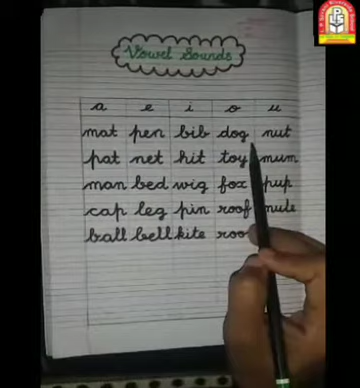 Vowel Sounds
a e i o u
mat pen bib dog nut
pat net hit toy mum
man bed wig fox pup
cap leg pin roof mule
ball bell kite